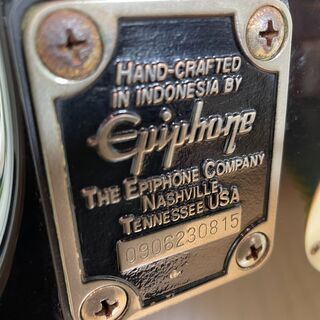 HAND-CRAFTED
IN INDONESIA BY
Epiphone
THE EPIPHONE COMPANY
NASHVILLE,
TENNESSEE USA
0906230815